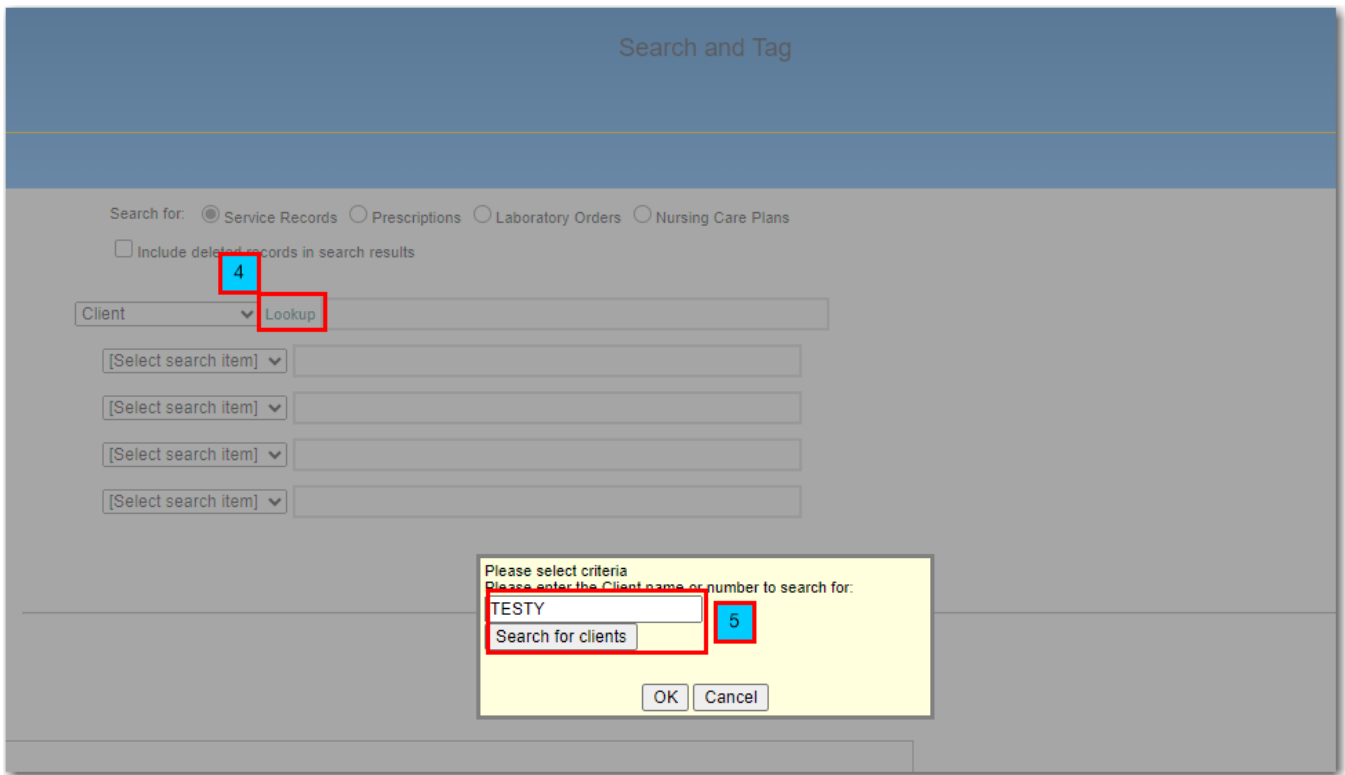 Search and Tag
Search for: Service Records Prescriptions Laboratory Orders Nursing Care Plans
Include deleted records in search results
4
Client Lookup
[Select search item]
[Select search item]
[Select search item]
[Select search item]
Please select criteria
Please enter the Client name or number to search for:
TESTY
5
Search for clients
OK Cancel